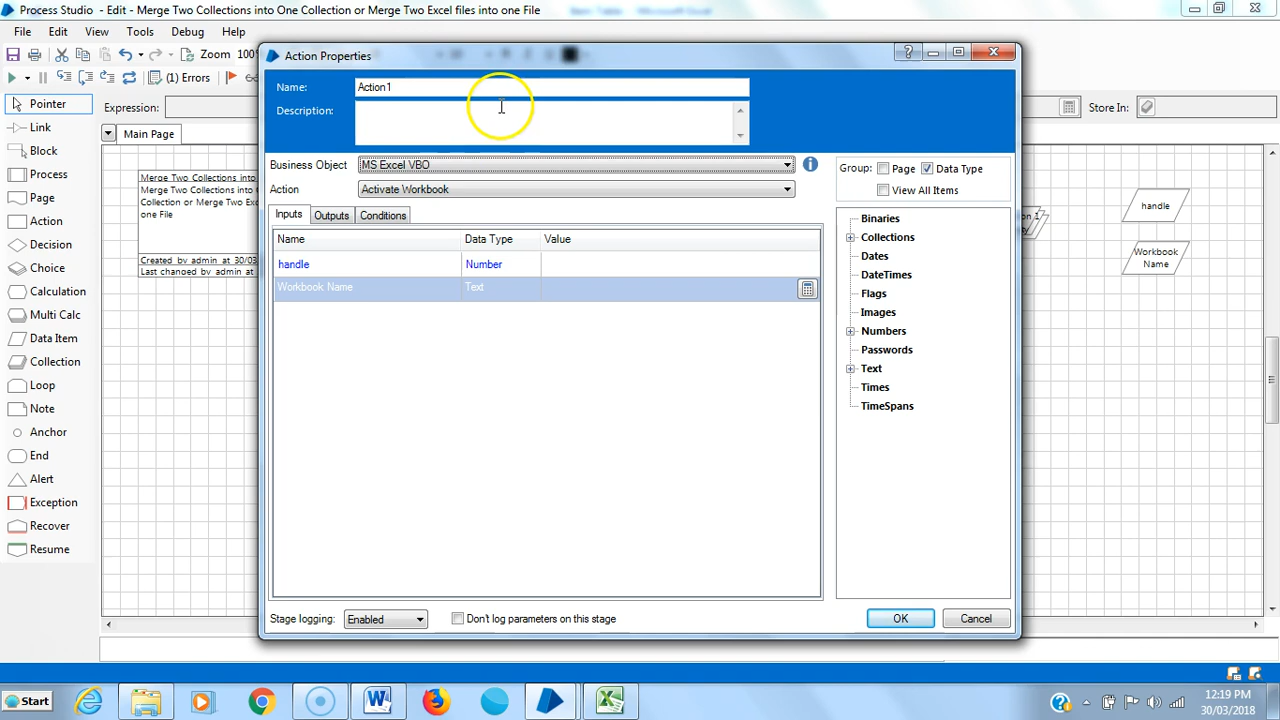 Process Studio - Edit - Merge Two Collections into One Collection or Merge Two Excel files into one File
File Edit View Tools Debug Help
Zoom 100%
(1) Errors
Action Properties
Name: Action1
Description:
Business Object MS Excel VBO
Action Activate Workbook
Group: Page Data Type
View All Items
Inputs Outputs Conditions
Name Data Type Value
handle Number
Workbook Name Text
Binaries
Collections
Dates
DateTimes
Flags
Images
Numbers
Passwords
Text
Times
TimeSpans
Stage logging: Enabled Don't log parameters on this stage
OK Cancel
Pointer
Link
Block
Process
Page
Action
Decision
Choice
Calculation
Multi Calc
Data Item
Collection
Loop
Note
Anchor
End
Alert
Exception
Recover
Resume
Expression:
Store In:
Main Page
Merge Two Collections into
Merge Two Collections into
Collection or Merge Two Exc
one File
Created by admin at 30/03
Last changed by admin at
handle
Workbook
Name
Start
12:19 PM
30/03/2018